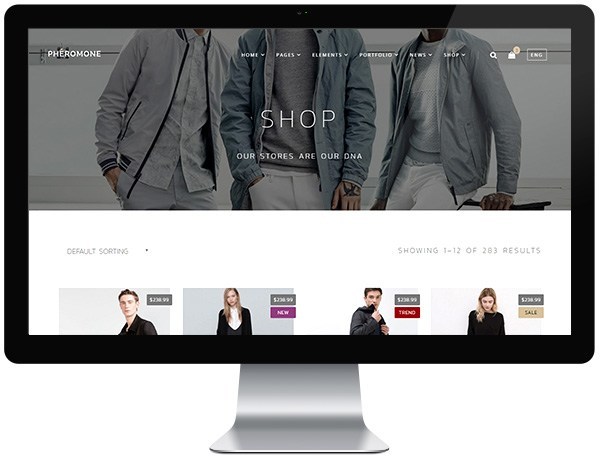 PHEROMONE
HOME PAGES ELEMENTS PORTFOLIO NEWS SHOP ENG
SHOP
OUR STORES ARE OUR DNA
DEFAULT SORTING
SHOWING 1–12 OF 283 RESULTS
$238.99 $238.99 $238.99 $238.99
NEW TREND SALE